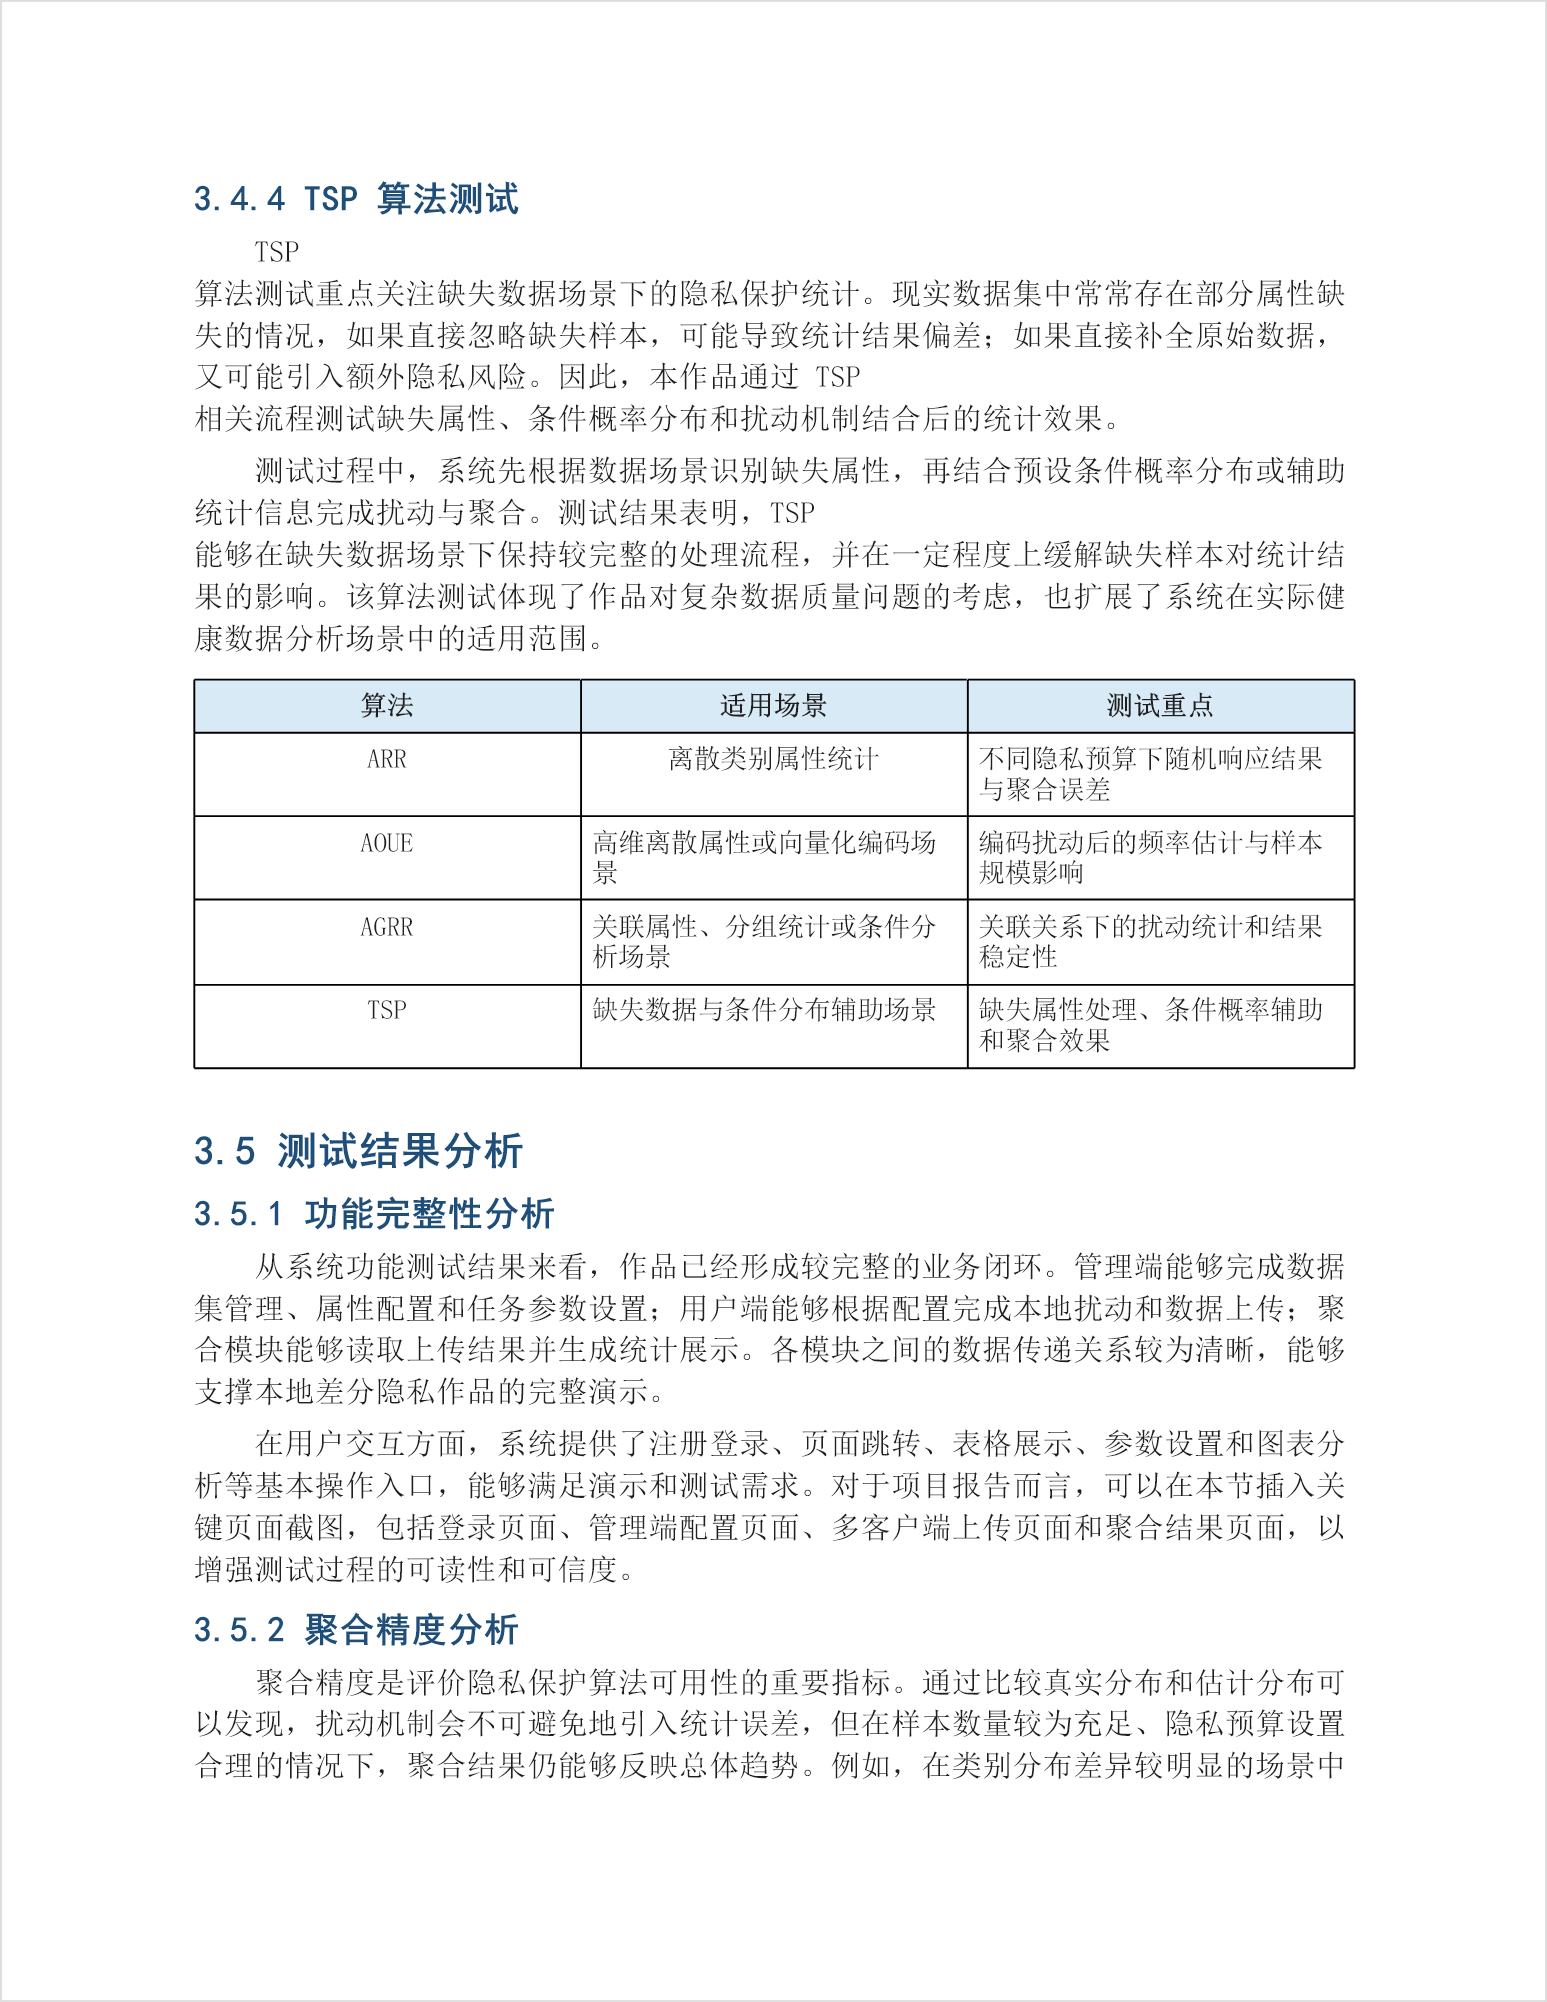 3.4.4 TSP 算法测试
TSP
算法测试重点关注缺失数据场景下的隐私保护统计。现实数据集中常常存在部分属性缺
失的情况，如果直接忽略缺失样本，可能导致统计结果偏差；如果直接补全原始数据，
又可能引入额外隐私风险。因此，本作品通过 TSP
相关流程测试缺失属性、条件概率分布和扰动机制结合后的统计效果。
测试过程中，系统先根据数据场景识别缺失属性，再结合预设条件概率分布或辅助
统计信息完成扰动与聚合。测试结果表明，TSP
能够在缺失数据场景下保持较完整的处理流程，并在一定程度上缓解缺失样本对统计结
果的影响。该算法测试体现了作品对复杂数据质量问题的考虑，也扩展了系统在实际健
康数据分析场景中的适用范围。
算法 适用场景 测试重点
ARR 离散类别属性统计 不同隐私预算下随机响应结果
与聚合误差
AOUE 高维离散属性或向量化编码场 编码扰动后的频率估计与样本
景 规模影响
AGRR 关联属性、分组统计或条件分 关联关系下的扰动统计和结果
析场景 稳定性
TSP 缺失数据与条件分布辅助场景 缺失属性处理、条件概率辅助
和聚合效果
3.5 测试结果分析
3.5.1 功能完整性分析
从系统功能测试结果来看，作品已经形成较完整的业务闭环。管理端能够完成数据
集管理、属性配置和任务参数设置；用户端能够根据配置完成本地扰动和数据上传；聚
合模块能够读取上传结果并生成统计展示。各模块之间的数据传递关系较为清晰，能够
支撑本地差分隐私作品的完整演示。
在用户交互方面，系统提供了注册登录、页面跳转、表格展示、参数设置和图表分
析等基本操作入口，能够满足演示和测试需求。对于项目报告而言，可以在本节插入关
键页面截图，包括登录页面、管理端配置页面、多客户端上传页面和聚合结果页面，以
增强测试过程的可读性和可信度。
3.5.2 聚合精度分析
聚合精度是评价隐私保护算法可用性的重要指标。通过比较真实分布和估计分布可
以发现，扰动机制会不可避免地引入统计误差，但在样本数量较为充足、隐私预算设置
合理的情况下，聚合结果仍能够反映总体趋势。例如，在类别分布差异较明显的场景中